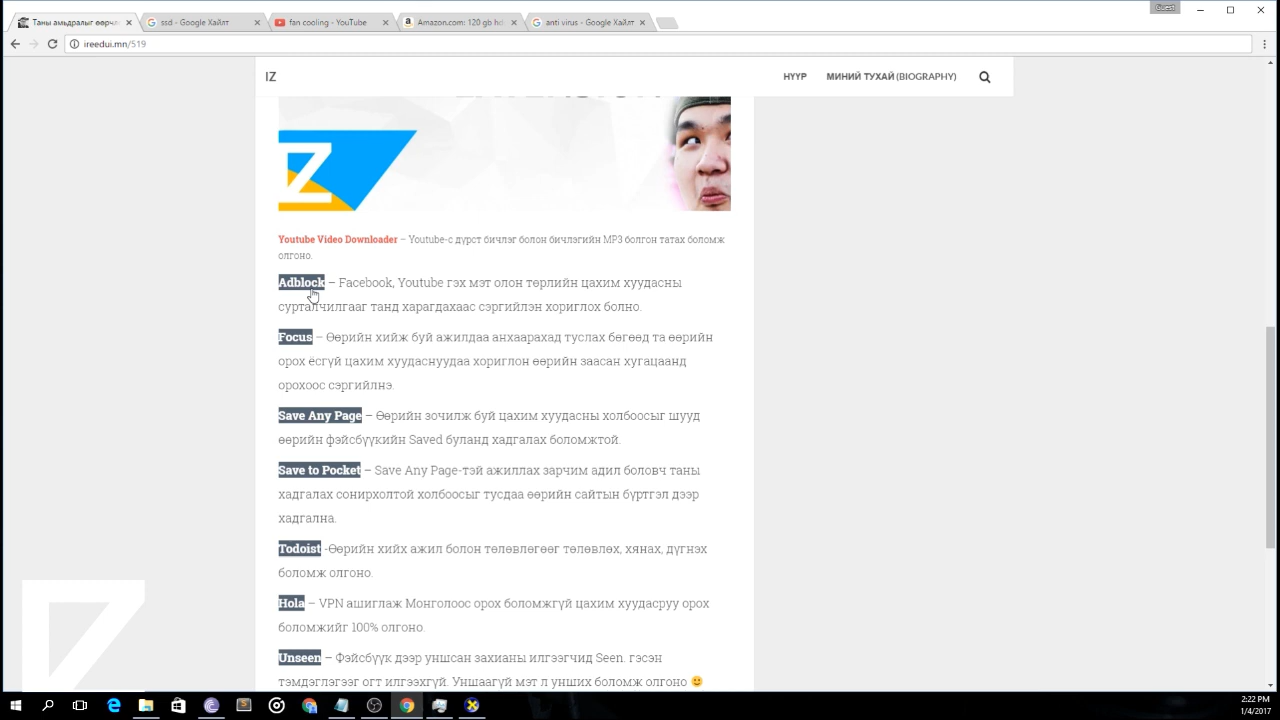 Guest
Таны амьдралыг өөрчл
ssd - Google Хайлт
fan cooling - YouTube
Amazon.com: 120 gb hd
anti virus - Google Хайлт
ireedui.mn/519
IZ
НҮҮР
МИНИЙ ТУХАЙ (BIOGRAPHY)
Youtube Video Downloader – Youtube-с дүрст бичлэг болон бичлэгийн MP3 болгон татах боломж
олгоно.
Adblock – Facebook, Youtube гэх мэт олон төрлийн цахим хуудасны
сурталчилгааг танд харагдахаас сэргийлэн хориглох болно.
Focus – Өөрийн хийж буй ажилдаа анхаарахад туслах бөгөөд та өөрийн
орох ёсгүй цахим хуудаснуудаа хориглон өөрийн заасан хугацаанд
орохоос сэргийлнэ.
Save Any Page – Өөрийн зочилж буй цахим хуудасны холбоосыг шууд
өөрийн фэйсбүүкийн Saved буланд хадгалах боломжтой.
Save to Pocket – Save Any Page-тэй ажиллах зарчим адил боловч таны
хадгалах сонирхолтой холбоосыг тусдаа өөрийн сайтын бүртгэл дээр
хадгална.
Todoist -Өөрийн хийх ажил болон төлөвлөгөөг төлөвлөх, хянах, дүгнэх
боломж олгоно.
Hola – VPN ашиглаж Монголоос орох боломжгүй цахим хуудасруу орох
боломжийг 100% олгоно.
Unseen – Фэйсбүүк дээр уншсан захианы илгээгчид Seen. гэсэн
тэмдэглэгээг огт илгээхгүй. Уншаагүй мэт л унших боломж олгоно
IZ
2:22 PM
1/4/2017